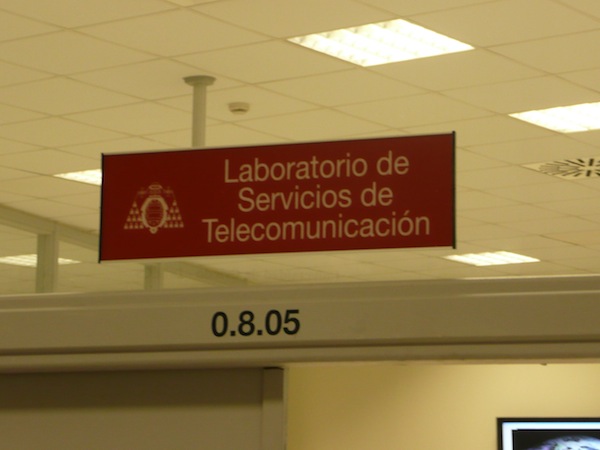 Laboratorio de
Servicios de
Telecomunicación
0.8.05